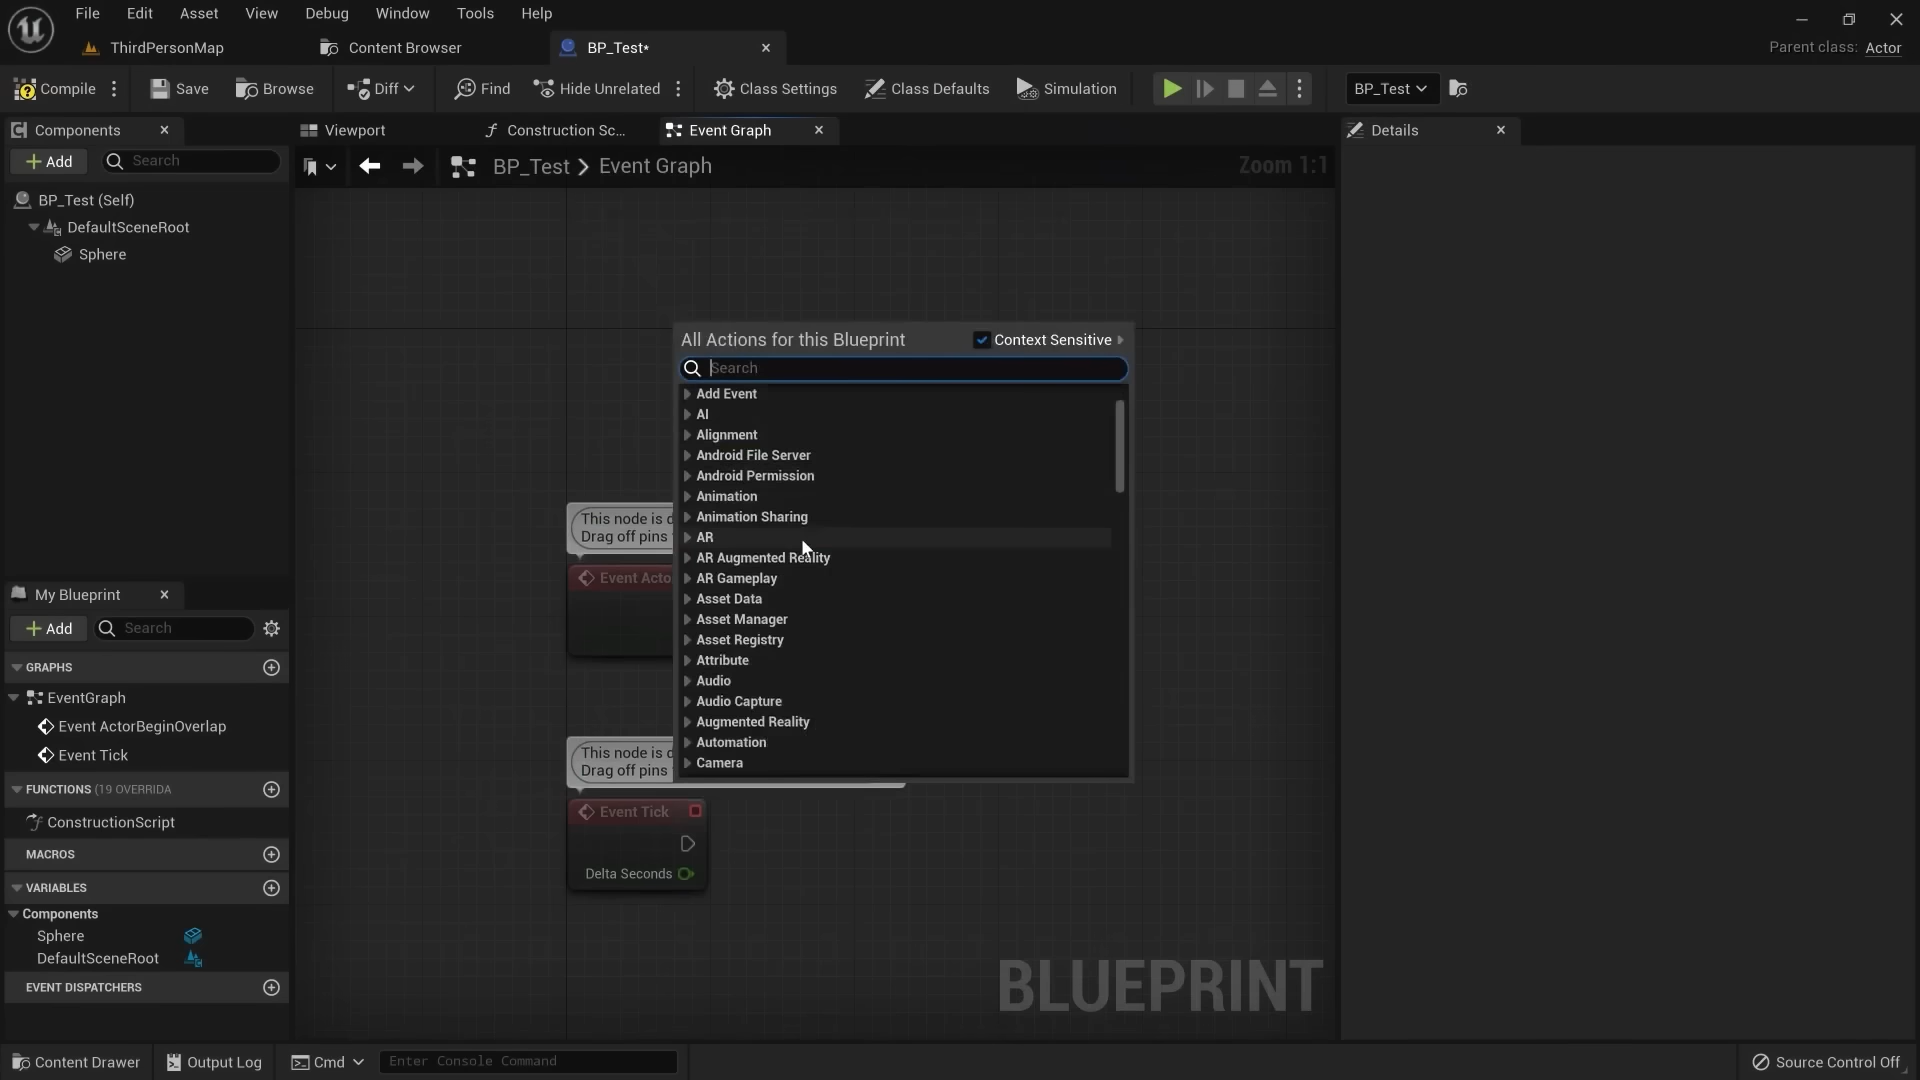 File Edit Asset View Debug Window Tools Help
ThirdPersonMap Content Browser BP_Test* Parent class: Actor
Compile Save Browse Diff Find Hide Unrelated Class Settings Class Defaults Simulation BP_Test
Components Viewport Construction Sc... Event Graph Details
Add Search
BP_Test > Event Graph Zoom 1:1
BP_Test (Self)
DefaultSceneRoot
Sphere
All Actions for this Blueprint Context Sensitive
Search
Add Event
AI
Alignment
Android File Server
Android Permission
Animation
Animation Sharing
AR
AR Augmented Reality
AR Gameplay
Asset Data
Asset Manager
Asset Registry
Attribute
Audio
Audio Capture
Augmented Reality
Automation
Camera
This node is d
Drag off pins
Event Acto
This node is d
Drag off pins
Event Tick
Delta Seconds
My Blueprint
Add Search
GRAPHS
EventGraph
Event ActorBeginOverlap
Event Tick
FUNCTIONS (19 OVERRIDA
ConstructionScript
MACROS
VARIABLES
Components
Sphere
DefaultSceneRoot
EVENT DISPATCHERS
BLUEPRINT
Content Drawer Output Log Cmd Enter Console Command Source Control Off